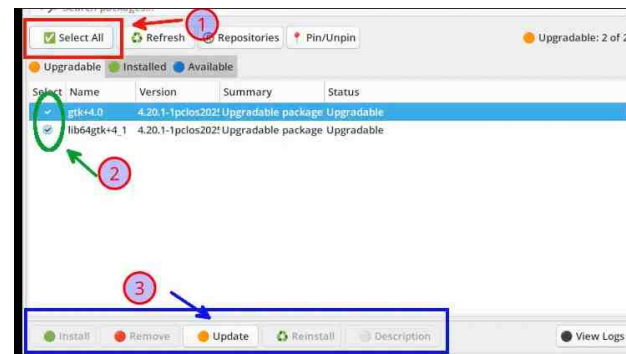 Search packages...
1
Select All Refresh Repositories Pin/Unpin Upgradable: 2 of 2
Upgradable Installed Available
Select Name Version Summary Status
gtk+4.0 4.20.1-1pclos202 Upgradable package Upgradable
lib64gtk+4_1 4.20.1-1pclos202 Upgradable package Upgradable
2
3
Install Remove Update Reinstall Description View Logs